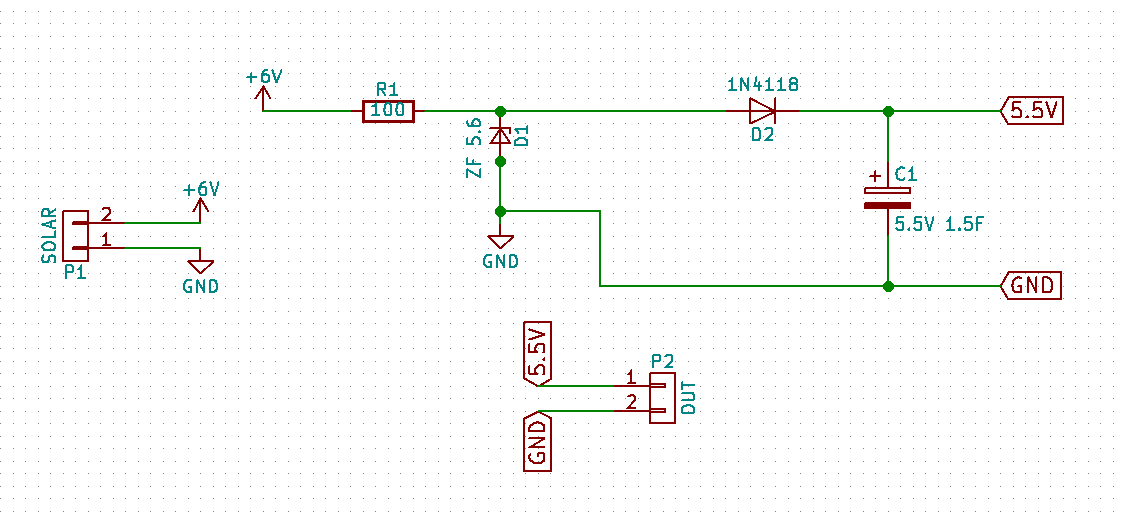 +6V
R1
100
ZF 5.6
D1
1N4118
D2
5.5V
+
C1
5.5V 1.5F
GND
GND
SOLAR
2
1
P1
+6V
GND
5.5V
GND
1
2
P2
OUT